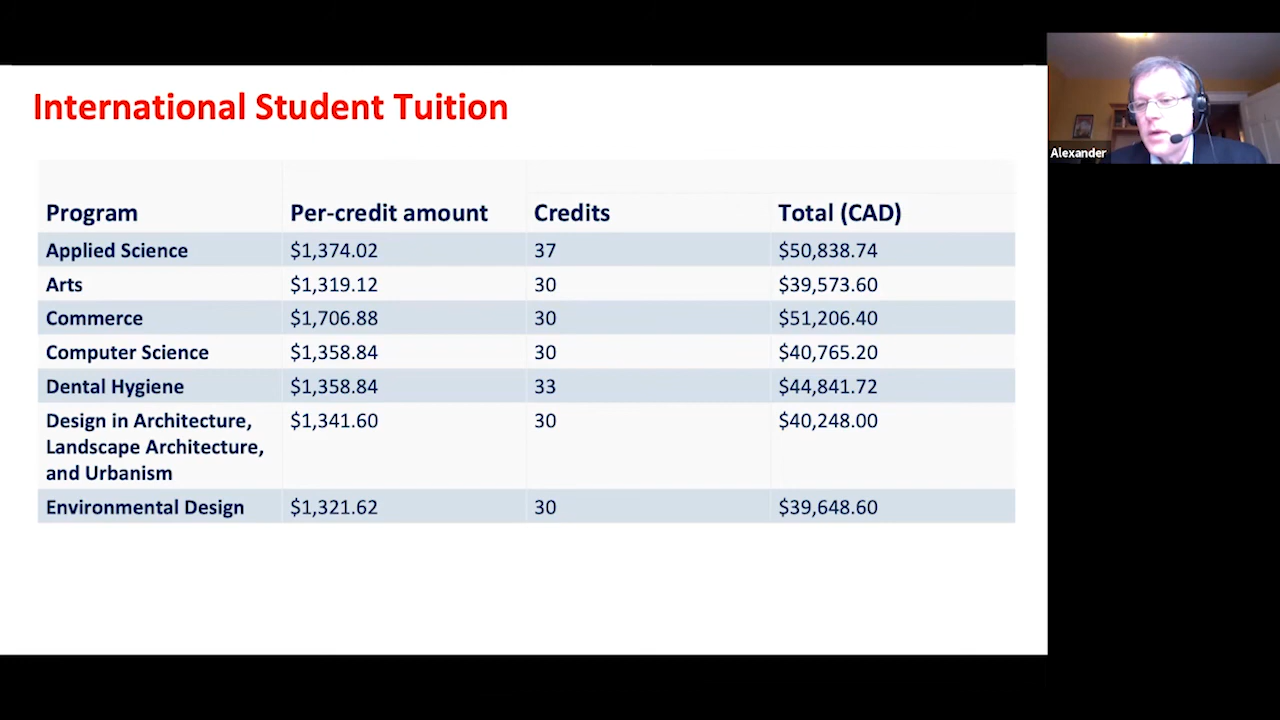 International Student Tuition
Alexander
Program Per-credit amount Credits Total (CAD)
Applied Science $1,374.02 37 $50,838.74
Arts $1,319.12 30 $39,573.60
Commerce $1,706.88 30 $51,206.40
Computer Science $1,358.84 30 $40,765.20
Dental Hygiene $1,358.84 33 $44,841.72
Design in Architecture, $1,341.60 30 $40,248.00
Landscape Architecture,
and Urbanism
Environmental Design $1,321.62 30 $39,648.60